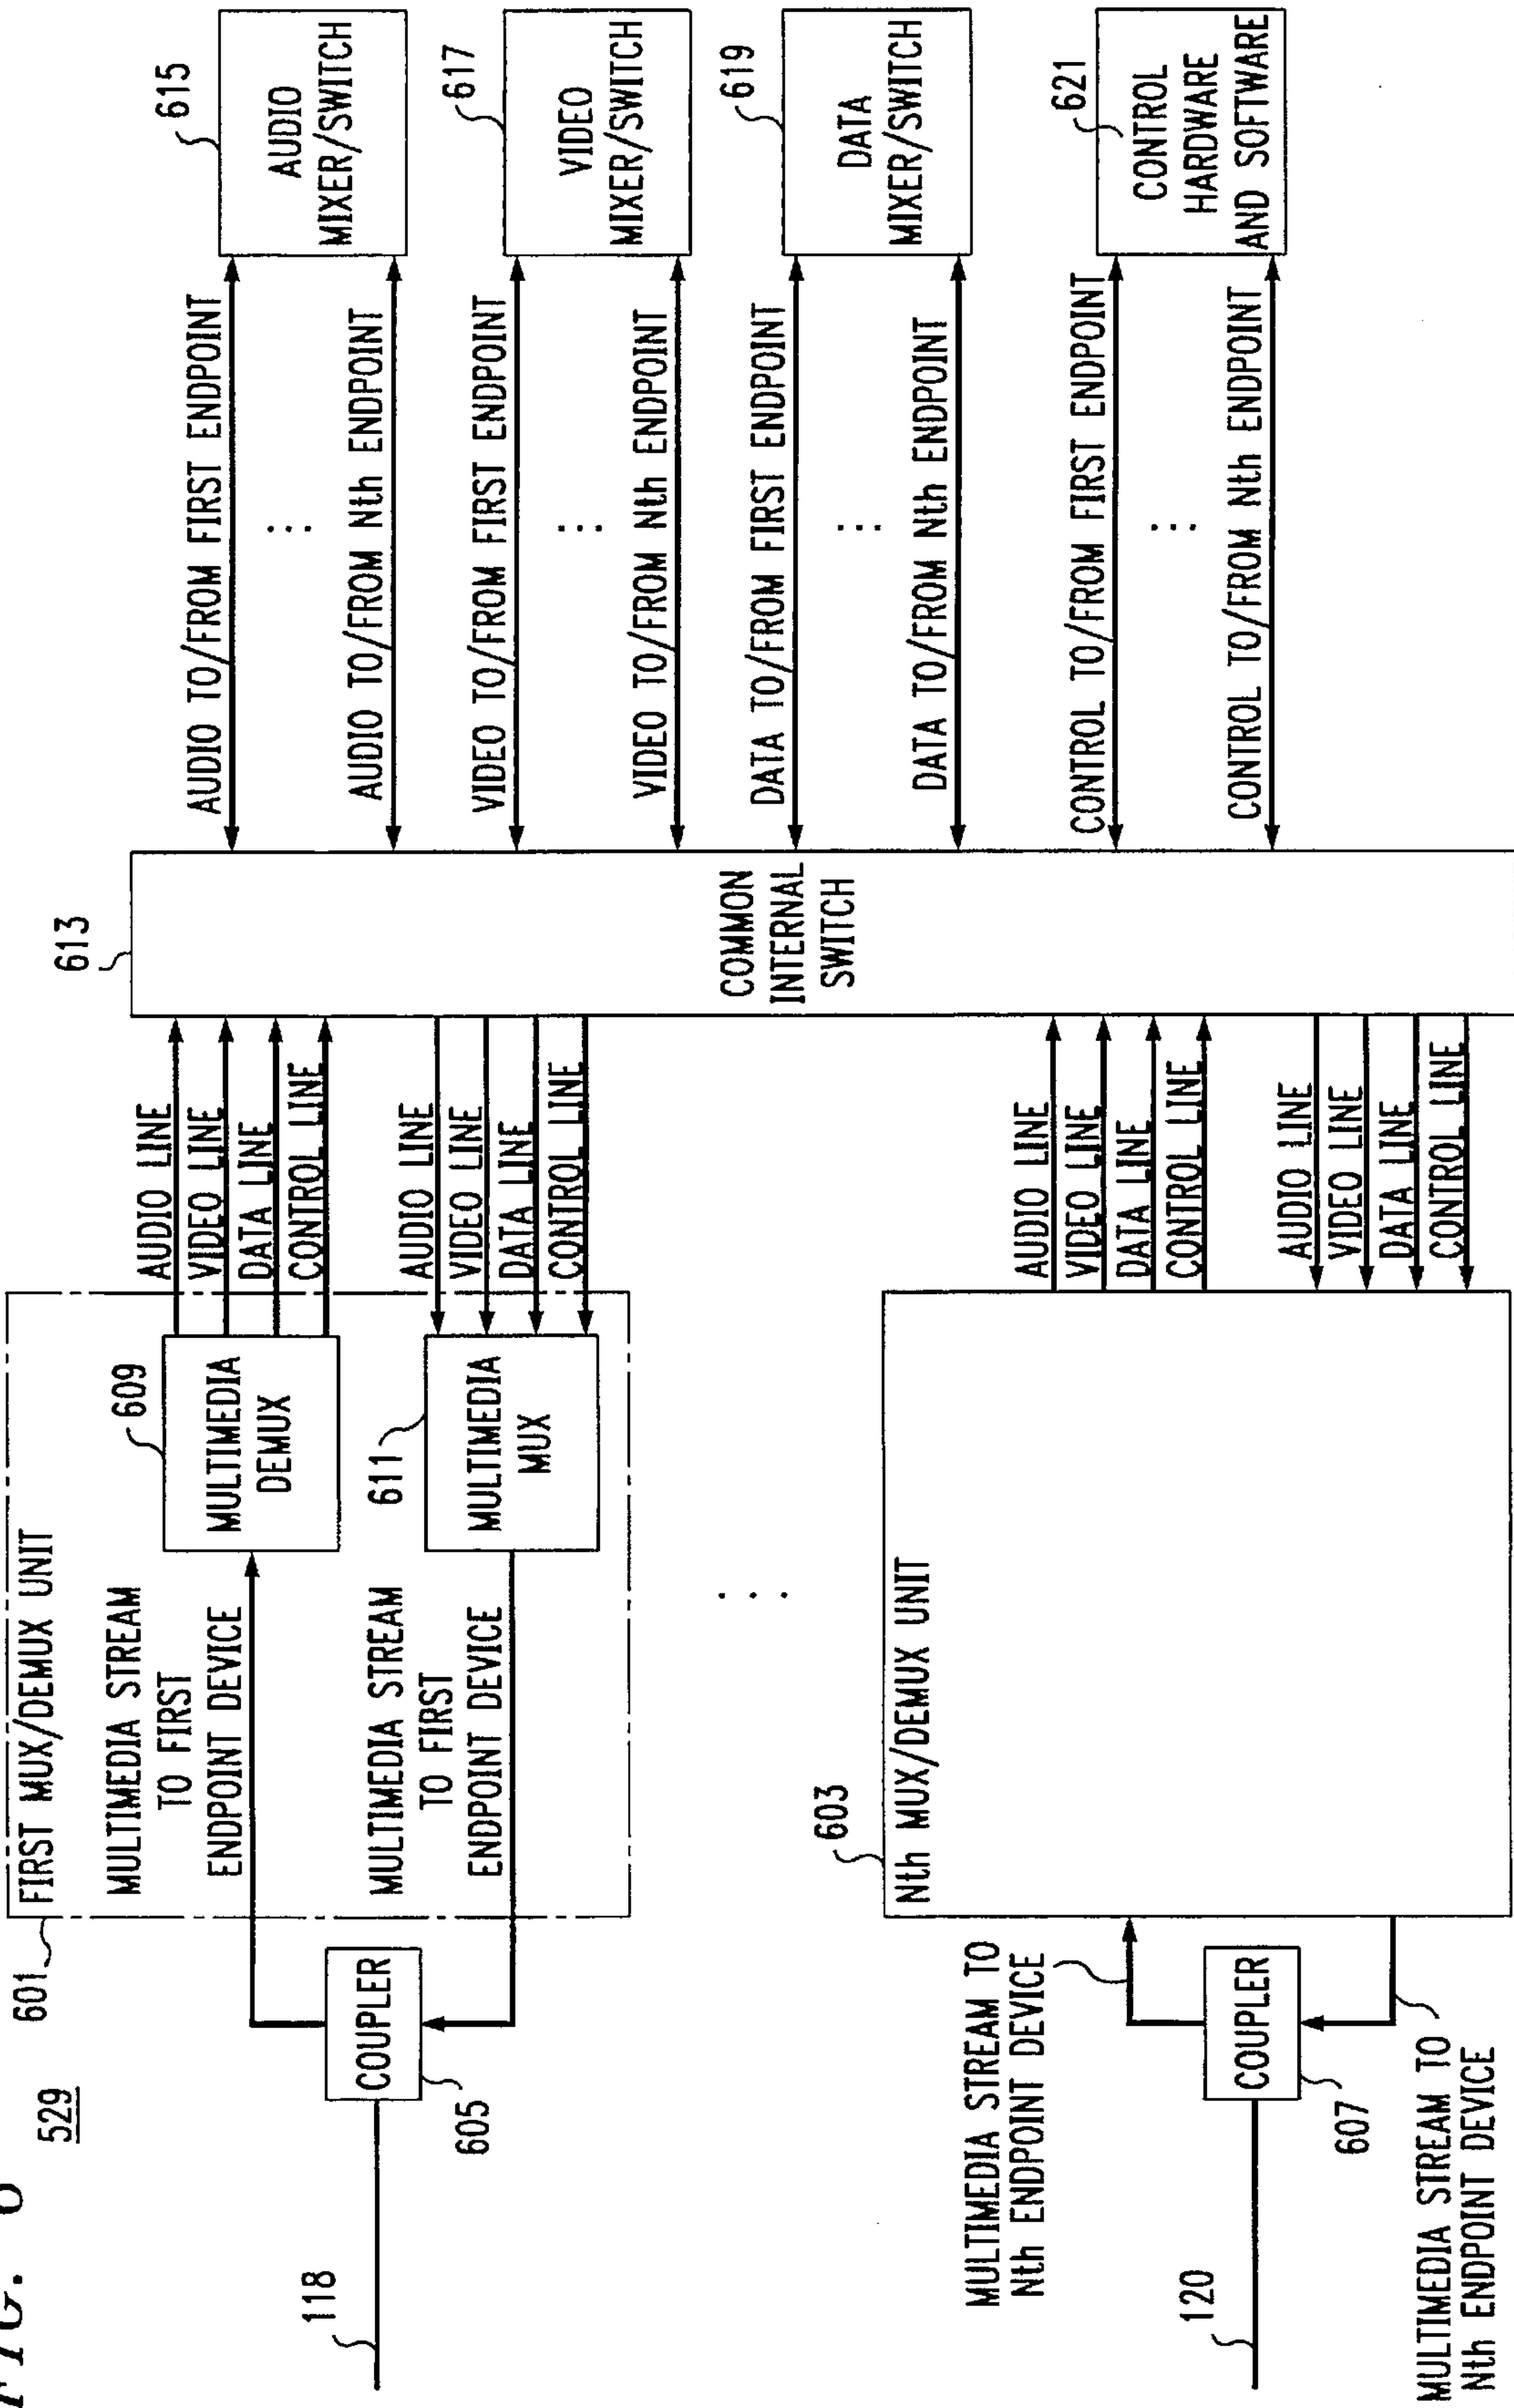 FIG. 6
529
601
FIRST MUX/DEMUX UNIT
MULTIMEDIA STREAM
TO FIRST
ENDPOINT DEVICE
609
MULTIMEDIA
DEMUX
AUDIO LINE
VIDEO LINE
DATA LINE
CONTROL LINE
MULTIMEDIA STREAM
TO FIRST
ENDPOINT DEVICE
611
MULTIMEDIA
MUX
AUDIO LINE
VIDEO LINE
DATA LINE
CONTROL LINE
118
COUPLER
605
...
603
Nth MUX/DEMUX UNIT
MULTIMEDIA STREAM TO
Nth ENDPOINT DEVICE
120
COUPLER
607
MULTIMEDIA STREAM TO
Nth ENDPOINT DEVICE
AUDIO LINE
VIDEO LINE
DATA LINE
CONTROL LINE
AUDIO LINE
VIDEO LINE
DATA LINE
CONTROL LINE
613
COMMON
INTERNAL
SWITCH
AUDIO TO/FROM FIRST ENDPOINT
...
AUDIO TO/FROM Nth ENDPOINT
615
AUDIO
MIXER/SWITCH
VIDEO TO/FROM FIRST ENDPOINT
...
VIDEO TO/FROM Nth ENDPOINT
617
VIDEO
MIXER/SWITCH
DATA TO/FROM FIRST ENDPOINT
...
DATA TO/FROM Nth ENDPOINT
619
DATA
MIXER/SWITCH
CONTROL TO/FROM FIRST ENDPOINT
...
CONTROL TO/FROM Nth ENDPOINT
621
CONTROL
HARDWARE
AND SOFTWARE